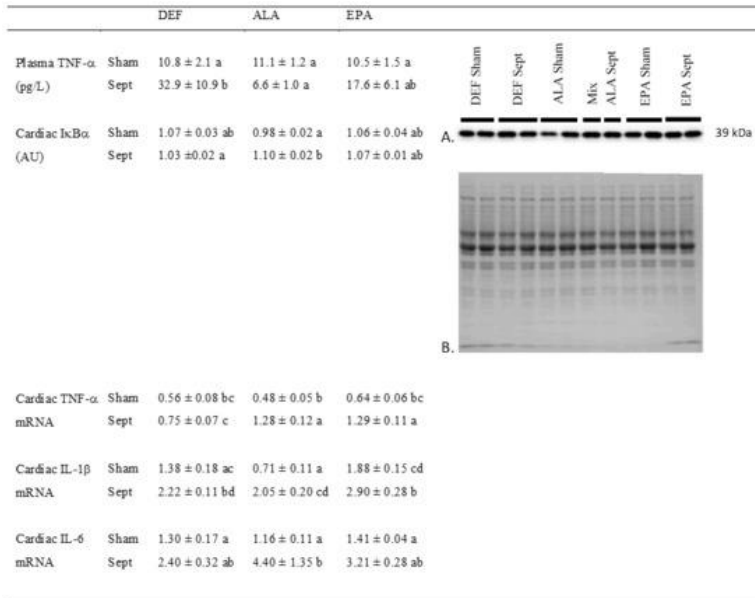 DEF ALA EPA
Plasma TNF-α Sham 10.8 ± 2.1 a 11.1 ± 1.2 a 10.5 ± 1.5 a
(pg/L) Sept 32.9 ± 10.9 b 6.6 ± 1.0 a 17.6 ± 6.1 ab
Cardiac IκBα Sham 1.07 ± 0.03 ab 0.98 ± 0.02 a 1.06 ± 0.04 ab
(AU) Sept 1.03 ±0.02 a 1.10 ± 0.02 b 1.07 ± 0.01 ab
DEF Sham
DEF Sept
ALA Sham
Mix
ALA Sept
EPA Sham
EPA Sept
A. 39 kDa
B.
Cardiac TNF-α Sham 0.56 ± 0.08 bc 0.48 ± 0.05 b 0.64 ± 0.06 bc
mRNA Sept 0.75 ± 0.07 c 1.28 ± 0.12 a 1.29 ± 0.11 a
Cardiac IL-1β Sham 1.38 ± 0.18 ac 0.71 ± 0.11 a 1.88 ± 0.15 cd
mRNA Sept 2.22 ± 0.11 bd 2.05 ± 0.20 cd 2.90 ± 0.28 b
Cardiac IL-6 Sham 1.30 ± 0.17 a 1.16 ± 0.11 a 1.41 ± 0.04 a
mRNA Sept 2.40 ± 0.32 ab 4.40 ± 1.35 b 3.21 ± 0.28 ab